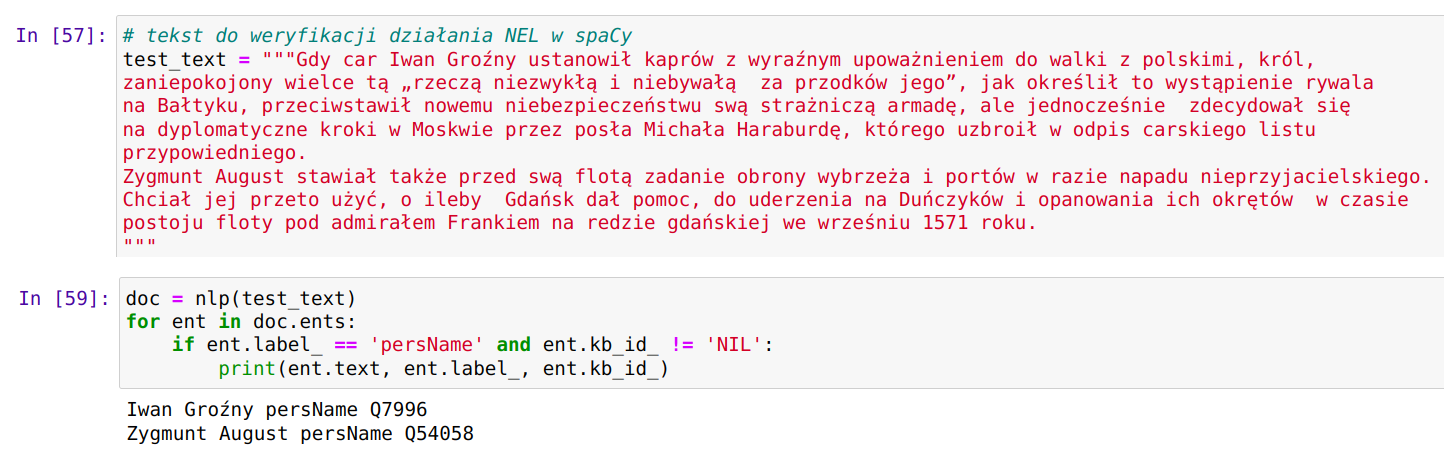 In [57]: # tekst do weryfikacji działania NEL w spaCy
test_text = """Gdy car Iwan Groźny ustanowił kaprów z wyraźnym upoważnieniem do walki z polskimi, król,
zaniepokojony wielce tą „rzeczą niezwykłą i niebywałą  za przodków jego”, jak określił to wystąpienie rywala
na Bałtyku, przeciwstawił nowemu niebezpieczeństwu swą strażniczą armadę, ale jednocześnie  zdecydował się
na dyplomatyczne kroki w Moskwie przez posła Michała Haraburdę, którego uzbroił w odpis carskiego listu
przypowiedniego.
Zygmunt August stawiał także przed swą flotą zadanie obrony wybrzeża i portów w razie napadu nieprzyjacielskiego.
Chciał jej przeto użyć, o ileby  Gdańsk dał pomoc, do uderzenia na Duńczyków i opanowania ich okrętów  w czasie
postoju floty pod admirałem Frankiem na redzie gdańskiej we wrześniu 1571 roku.
"""
In [59]: doc = nlp(test_text)
for ent in doc.ents:
    if ent.label_ == 'persName' and ent.kb_id_ != 'NIL':
        print(ent.text, ent.label_, ent.kb_id_)
Iwan Groźny persName Q7996
Zygmunt August persName Q54058